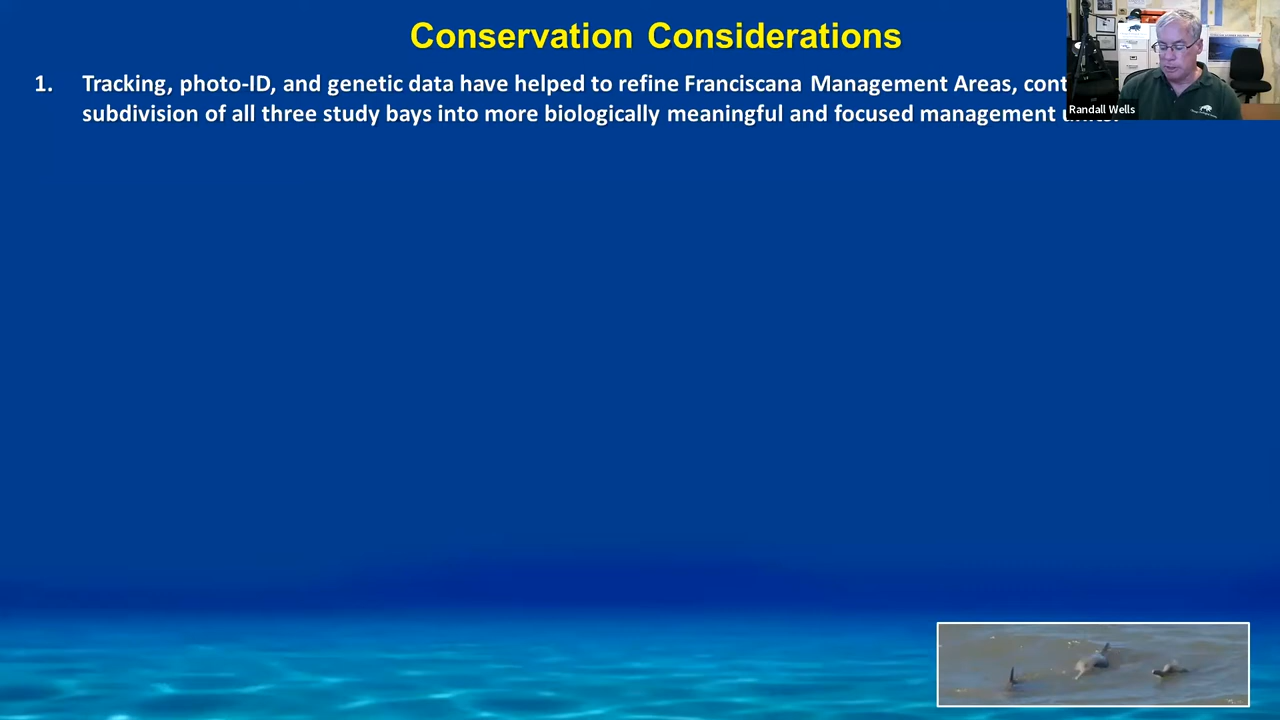 Conservation Considerations
1. Tracking, photo-ID, and genetic data have helped to refine Franciscana Management Areas, cont
subdivision of all three study bays into more biologically meaningful and focused management
Randall Wells